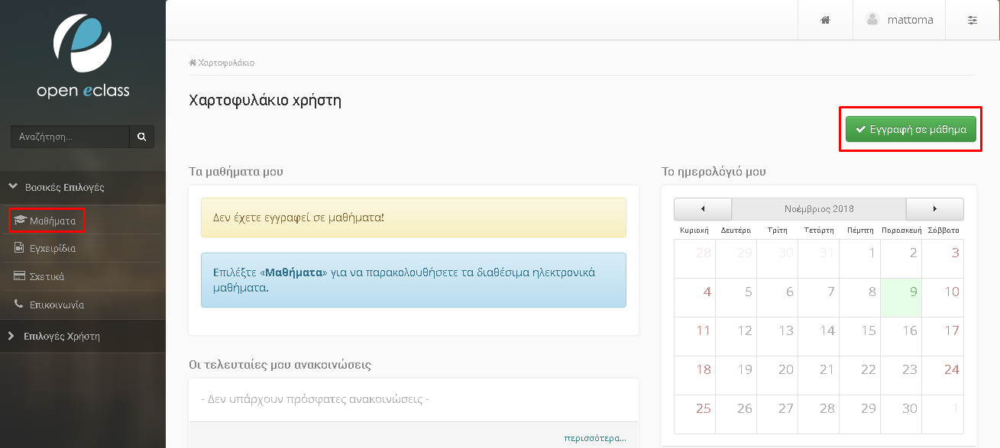 open eclass
Αναζήτηση...
Βασικές Επιλογές
Μαθήματα
Εγχειρίδια
Σχετικά
Επικοινωνία
Επιλογές Χρήστη
mattoma
Χαρτοφυλάκιο
Χαρτοφυλάκιο χρήστη
Εγγραφή σε μάθημα
Τα μαθήματα μου
Δεν έχετε εγγραφεί σε μαθήματα!
Επιλέξτε «Μαθήματα» για να παρακολουθήσετε τα διαθέσιμα ηλεκτρονικά
μαθήματα.
Οι τελευταίες μου ανακοινώσεις
- Δεν υπάρχουν πρόσφατες ανακοινώσεις -
περισσότερα...
Το ημερολόγιό μου
Νοέμβριος 2018
Κυριακή Δευτέρα Τρίτη Τετάρτη Πέμπτη Παρασκευή Σάββατο
28 29 30 31 1 2 3
4 5 6 7 8 9 10
11 12 13 14 15 16 17
18 19 20 21 22 23 24
25 26 27 28 29 30 1